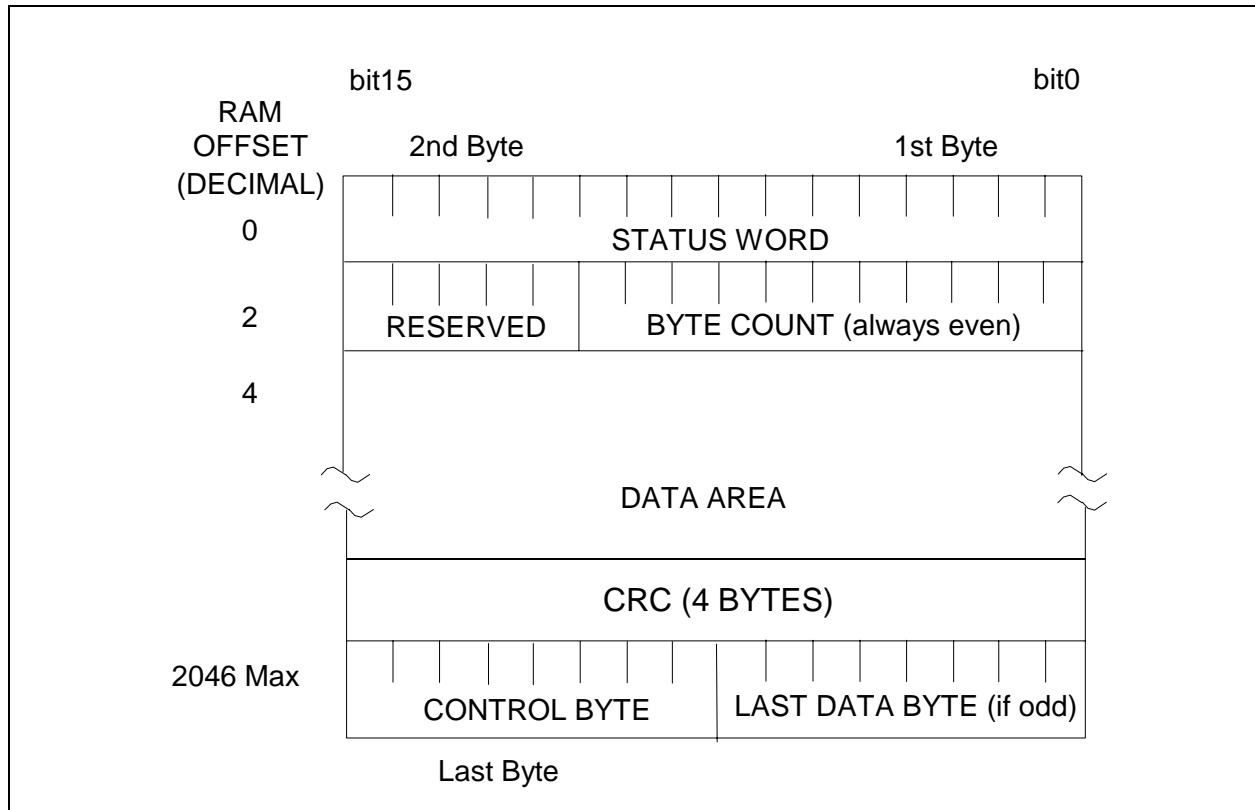 bit15 bit0
RAM
OFFSET
(DECIMAL)
2nd Byte 1st Byte
0 STATUS WORD
2 RESERVED BYTE COUNT (always even)
4
DATA AREA
CRC (4 BYTES)
2046 Max CONTROL BYTE LAST DATA BYTE (if odd)
Last Byte